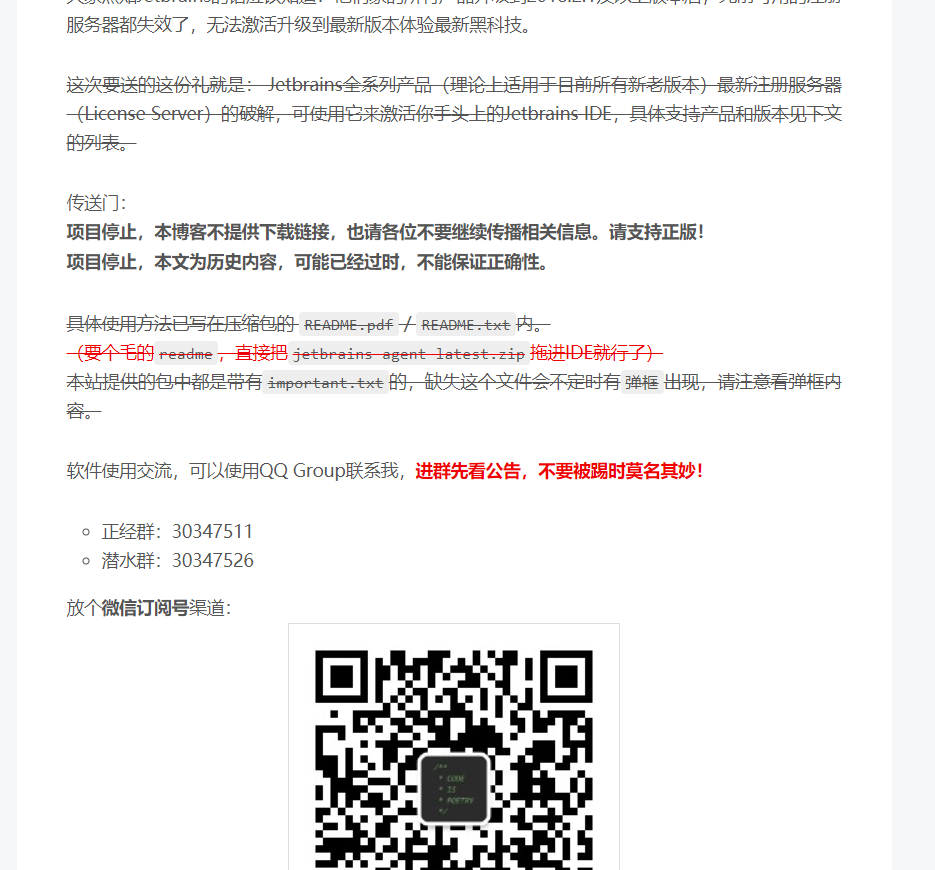 服务器都失效了，无法激活升级到最新版本体验最新黑科技。
这次要送的这份礼就是： Jetbrains全系列产品（理论上适用于目前所有新老版本）最新注册服务器
（License Server）的破解，可使用它来激活你手头上的Jetbrains IDE，具体支持产品和版本见下文
的列表。
传送门：
项目停止，本博客不提供下载链接，也请各位不要继续传播相关信息。请支持正版！
项目停止，本文为历史内容，可能已经过时，不能保证正确性。
具体使用方法已写在压缩包的 README.pdf / README.txt 内。
（要个毛的 readme ，直接把 jetbrains-agent-latest.zip 拖进IDE就行了）
本站提供的包中都是带有 important.txt 的，缺失这个文件会不定时有 弹框 出现，请注意看弹框内
容。
软件使用交流，可以使用QQ Group联系我，进群先看公告，不要被踢时莫名其妙！
正经群：30347511
潜水群：30347526
放个微信订阅号渠道：
/**
* CODE
* IS
* POETRY
*/